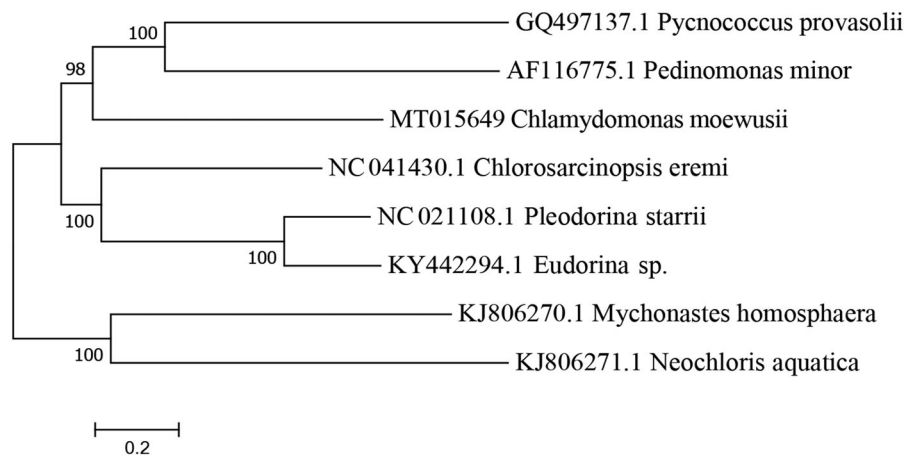 100
GQ497137.1 Pycnococcus provasolii
98
AF116775.1 Pedinomonas minor
MT015649 Chlamydomonas moewusii
NC 041430.1 Chlorosarcinopsis eremi
100
NC 021108.1 Pleodorina starrii
100
KY442294.1 Eudorina sp.
KJ806270.1 Mychonastes homosphaera
100
KJ806271.1 Neochloris aquatica
0.2